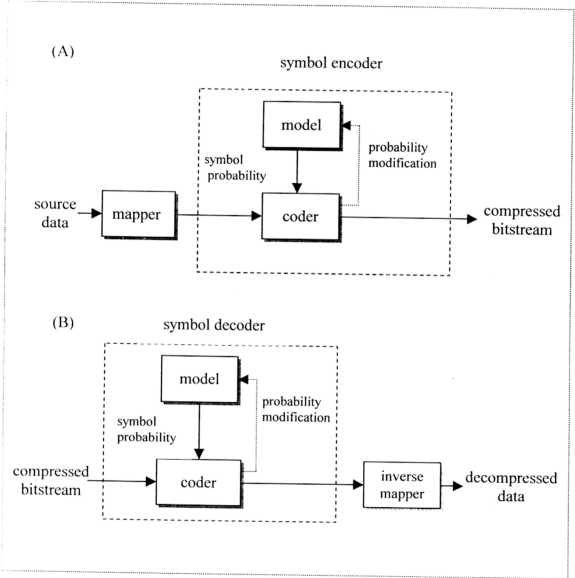 (A)
symbol encoder
model
symbol
probability
probability
modification
source
data
mapper
coder
compressed
bitstream
(B)
symbol decoder
model
symbol
probability
probability
modification
compressed
bitstream
coder
inverse
mapper
decompressed
data